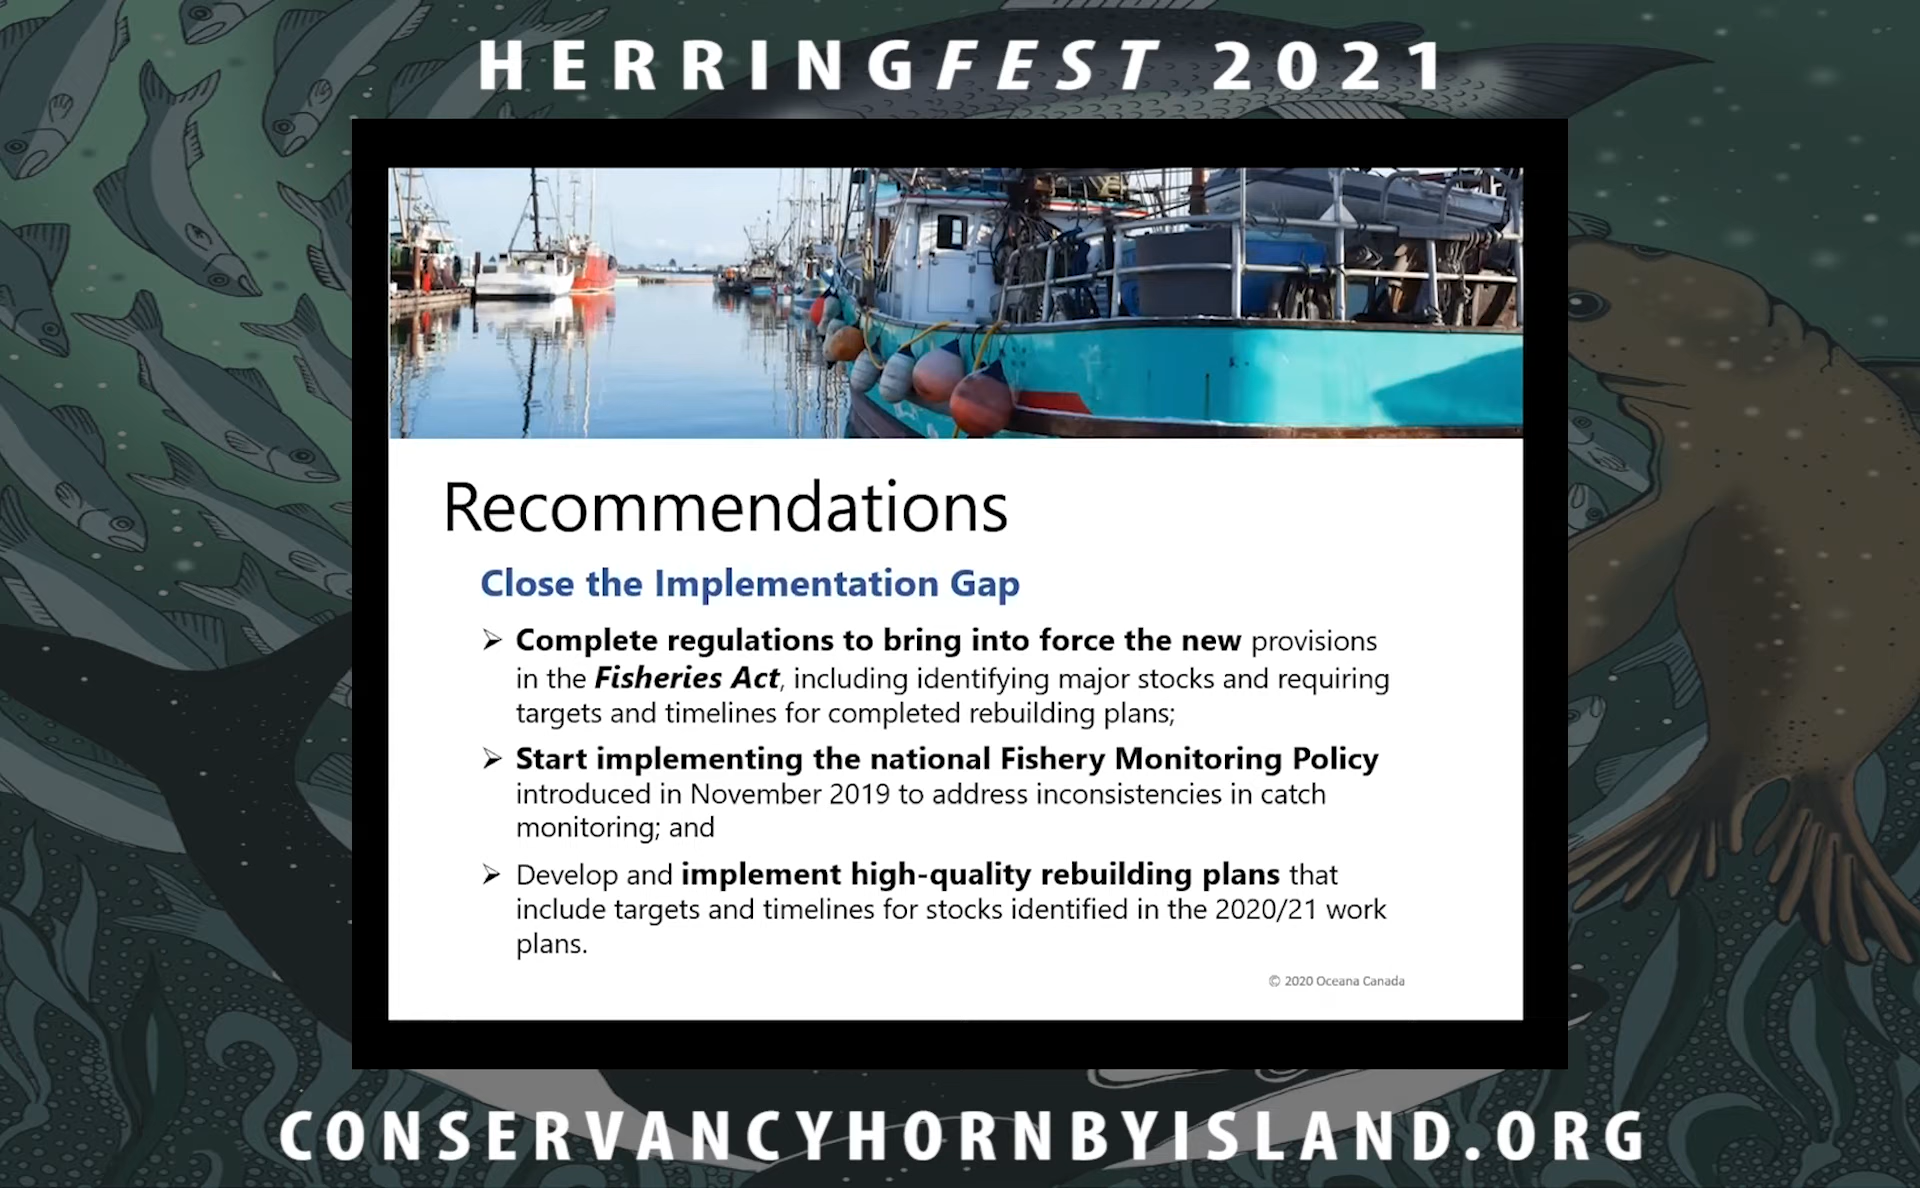 HERRINGFEST 2021
Recommendations
Close the Implementation Gap
➢ Complete regulations to bring into force the new provisions
in the Fisheries Act, including identifying major stocks and requiring
targets and timelines for completed rebuilding plans;
➢ Start implementing the national Fishery Monitoring Policy
introduced in November 2019 to address inconsistencies in catch
monitoring; and
➢ Develop and implement high-quality rebuilding plans that
include targets and timelines for stocks identified in the 2020/21 work
plans.
© 2020 Oceana Canada
CONSERVANCYHORNBYISLAND.ORG